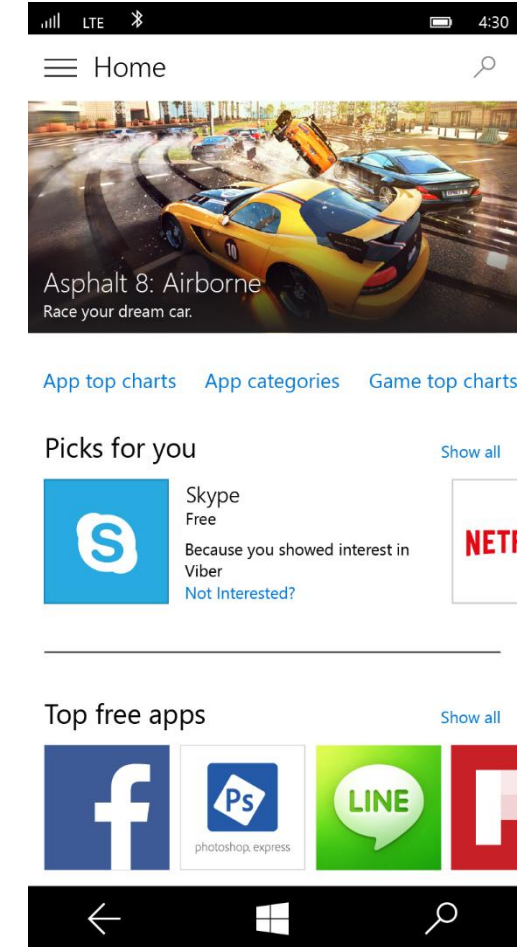 LTE 4:30
Home
10
Asphalt 8: Airborne
Race your dream car.
App top charts App categories Game top charts
Picks for you Show all
Skype
Free
Because you showed interest in
Viber
Not Interested?
S
NETF
Top free apps Show all
f Ps LINE
photoshop express